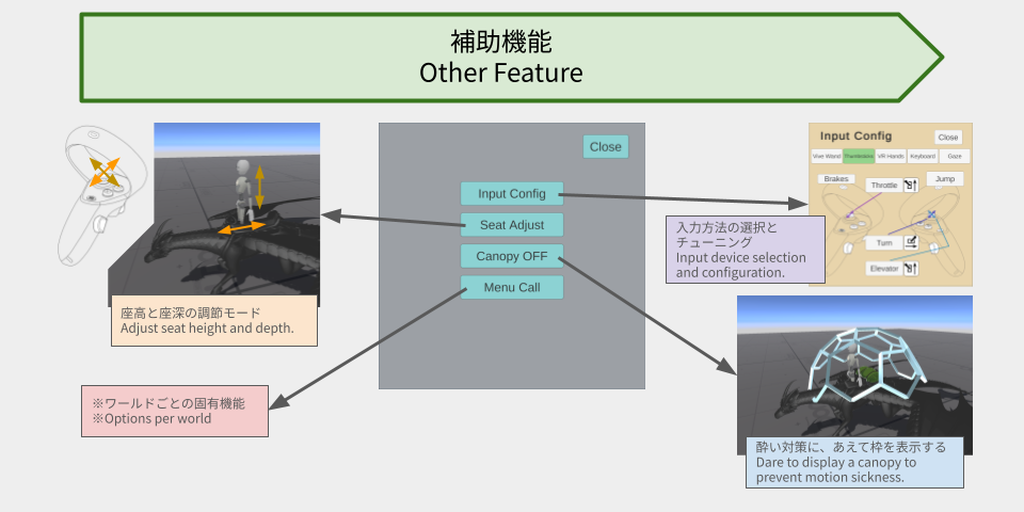 補助機能
Other Feature
Close
Input Config
Seat Adjust
Canopy OFF
Menu Call
座高と座深の調節モード
Adjust seat height and depth.
※ワールドごとの固有機能
※Options per world
Input Config
Close
Vive Wand
Thumbstick
VR Hands
Keyboard
Gaze
Brakes
Throttle
Jump
Turn
Elevator
入力方法の選択と
チューニング
Input device selection
and configuration.
酔い対策に、あえて枠を表示する
Dare to display a canopy to
prevent motion sickness.